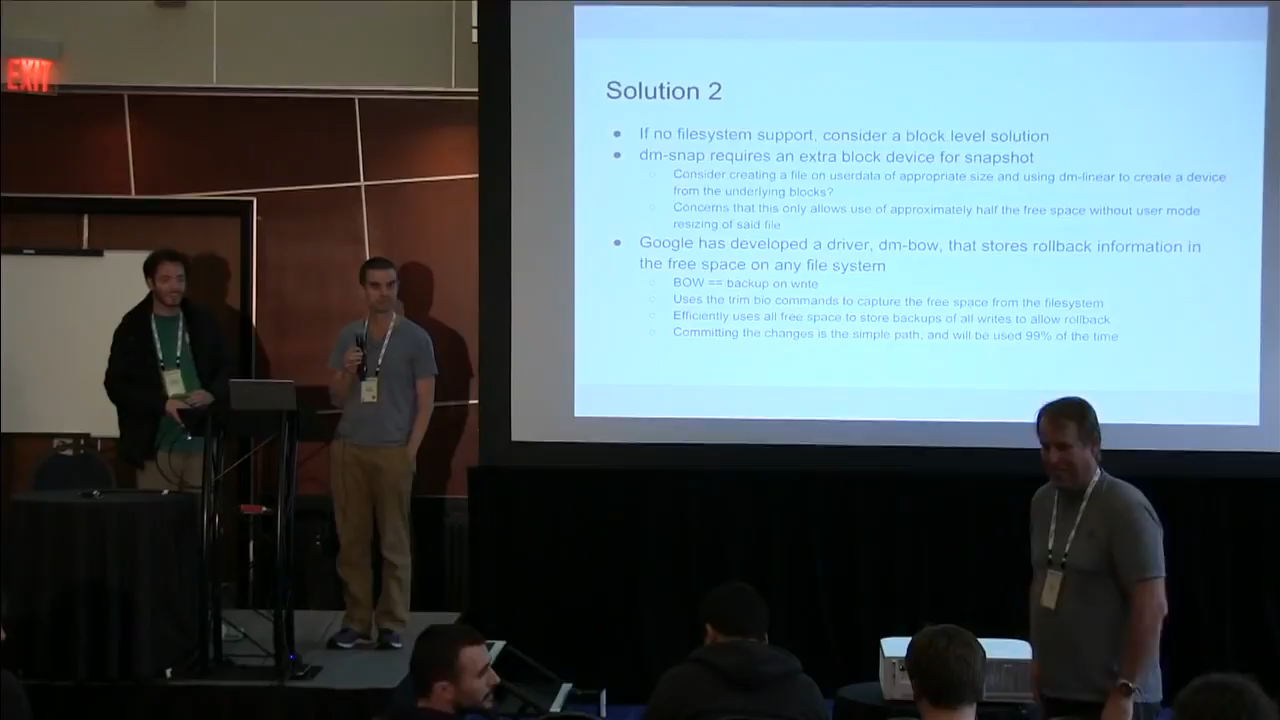 EXIT
Solution 2
If no filesystem support, consider a block level solution
dm-snap requires an extra block device for snapshot
Consider creating a file on userdata of appropriate size and using dm-linear to create a device
from the underlying blocks?
Concerns that this only allows use of approximately half the free space without user mode
resizing of said file
Google has developed a driver, dm-bow, that stores rollback information in
the free space on any file system
BOW == backup on write
Uses the trim bio commands to capture the free space from the filesystem
Efficiently uses all free space to store backups of all writes to allow rollback
Committing the changes is the simple path, and will be used 99% of the time